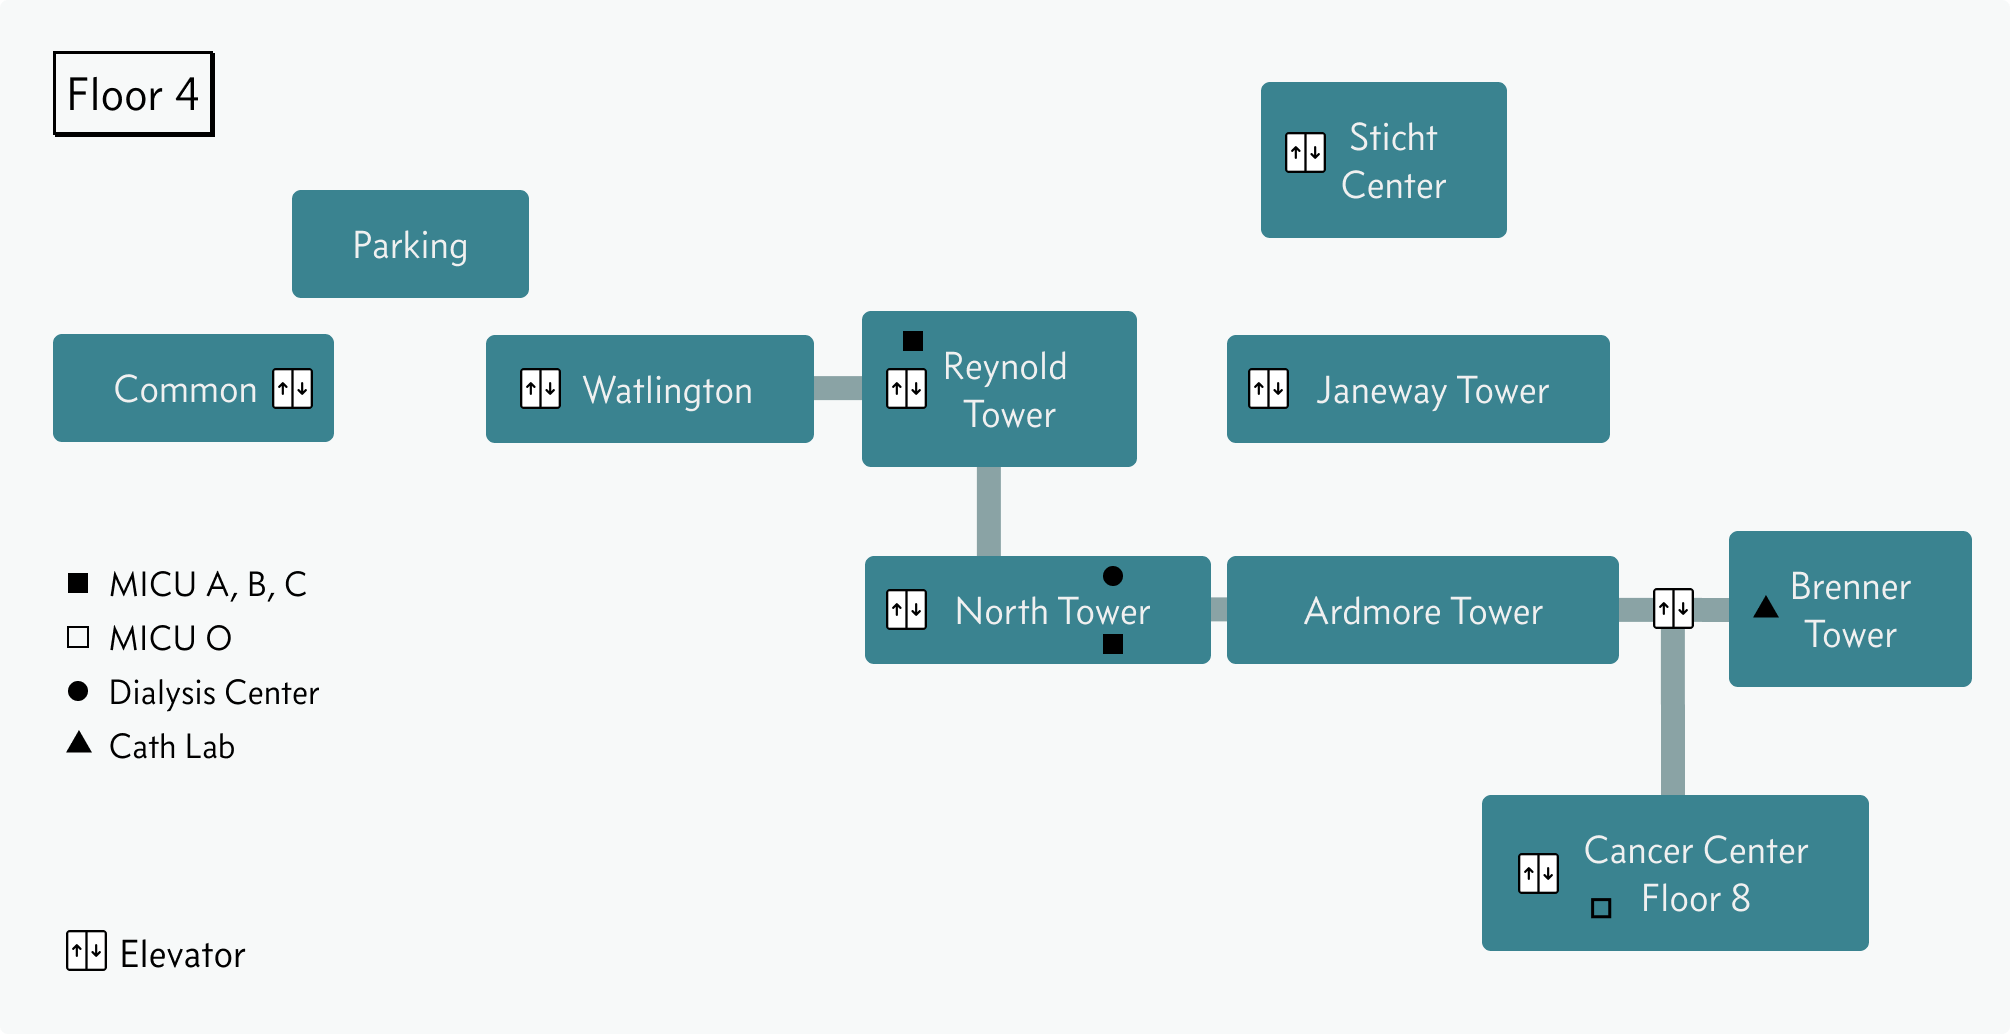 Floor 4
Sticht
Center
Parking
Common
Watlington
Reynold
Tower
Janeway Tower
MICU A, B, C
MICU O
Dialysis Center
Cath Lab
North Tower
Ardmore Tower
Brenner
Tower
Cancer Center
Floor 8
Elevator